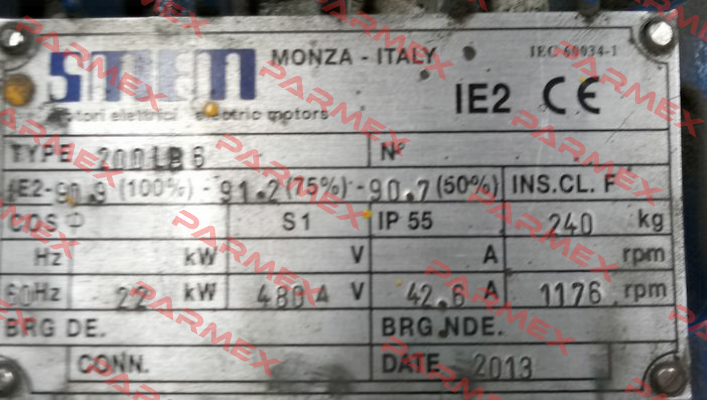 SMEM MONZA - ITALY IEC 60034-1
motori elettrici electric motors IE2 CE
TYPE 200LB6 Nº
IE2-90.9 (100%) - 91.2 (75%) - 90.7 (50%) INS.CL. F
COS φ S1 IP 55 240 kg
Hz kW V A rpm
60Hz 22 kW 480 V 42.6 A 1176 rpm
BRG DE. BRG NDE.
CONN. DATE 2013
PARMEX